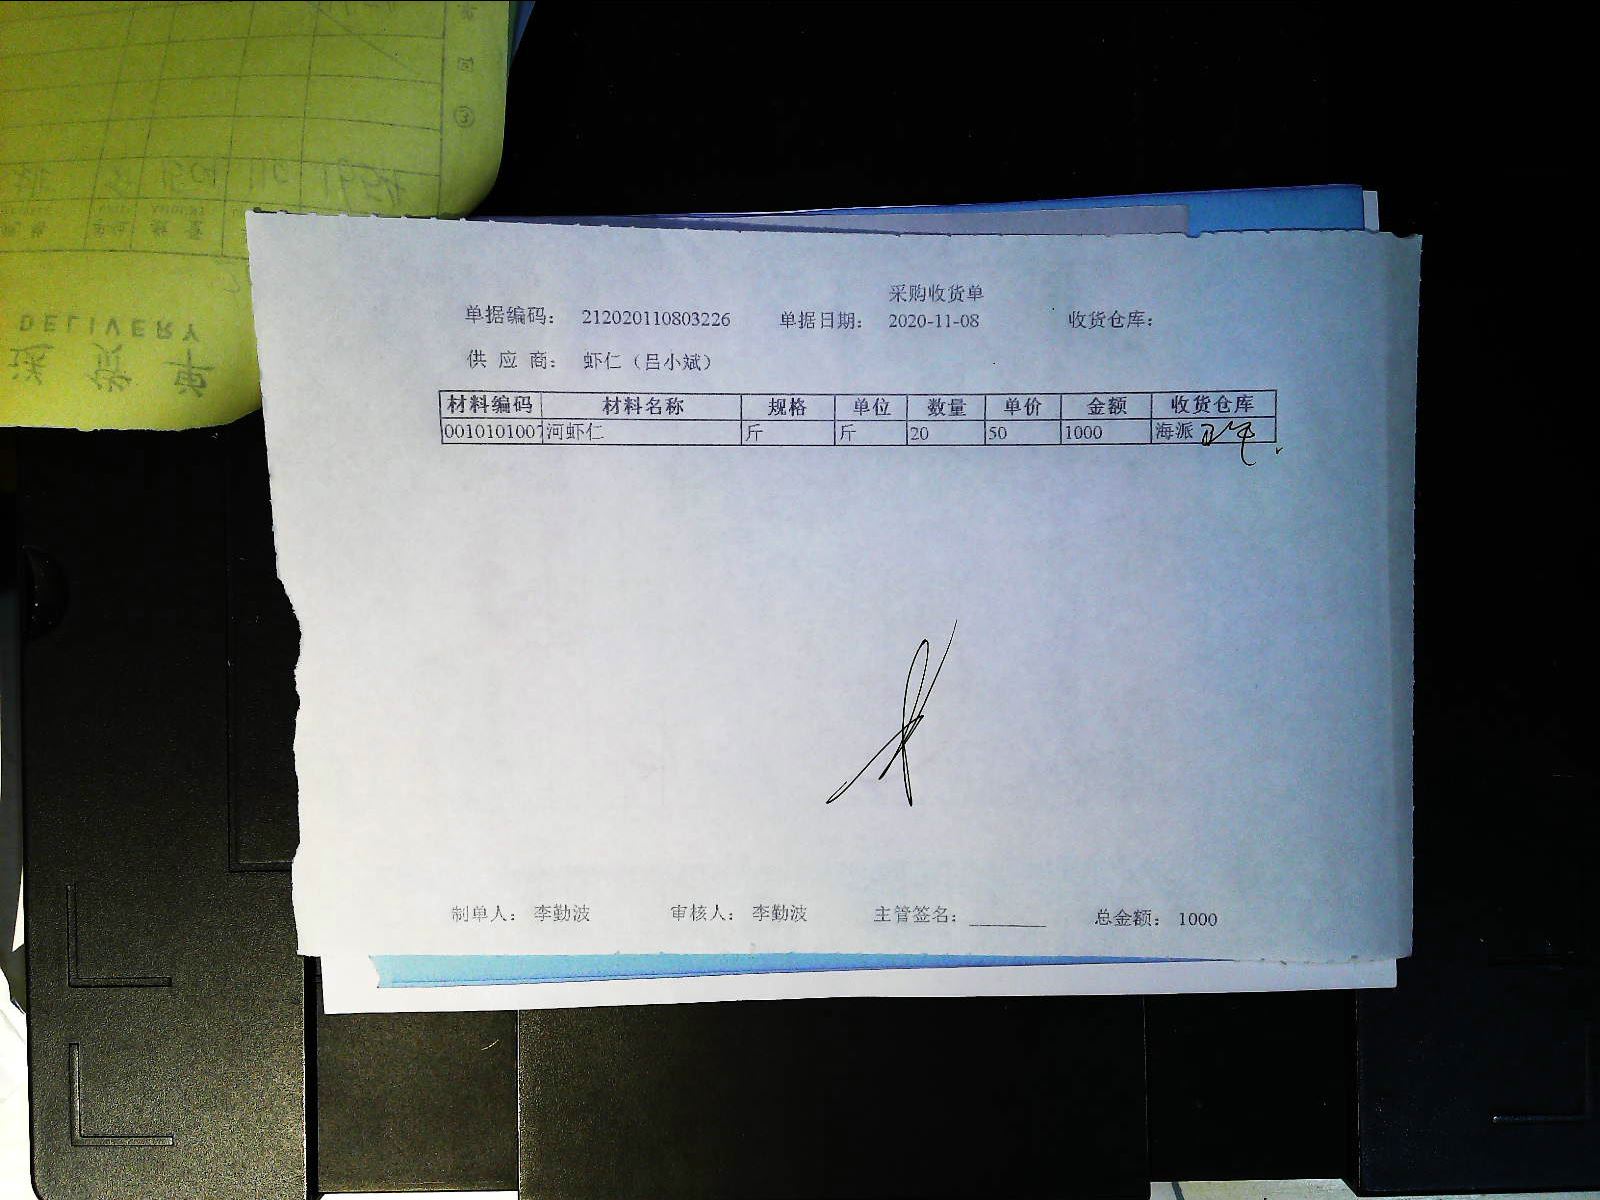 采购收货单
单据编码： 212020110803226 单据日期： 2020-11-08 收货仓库：
供 应 商： 虾仁（吕小斌）
材料编码 材料名称 规格 单位 数量 单价 金额 收货仓库
0010101007 河虾仁 斤 斤 20 50 1000 海派
制单人： 李勤波 审核人： 李勤波 主管签名： 总金额： 1000
送 货 单
DELIVERY